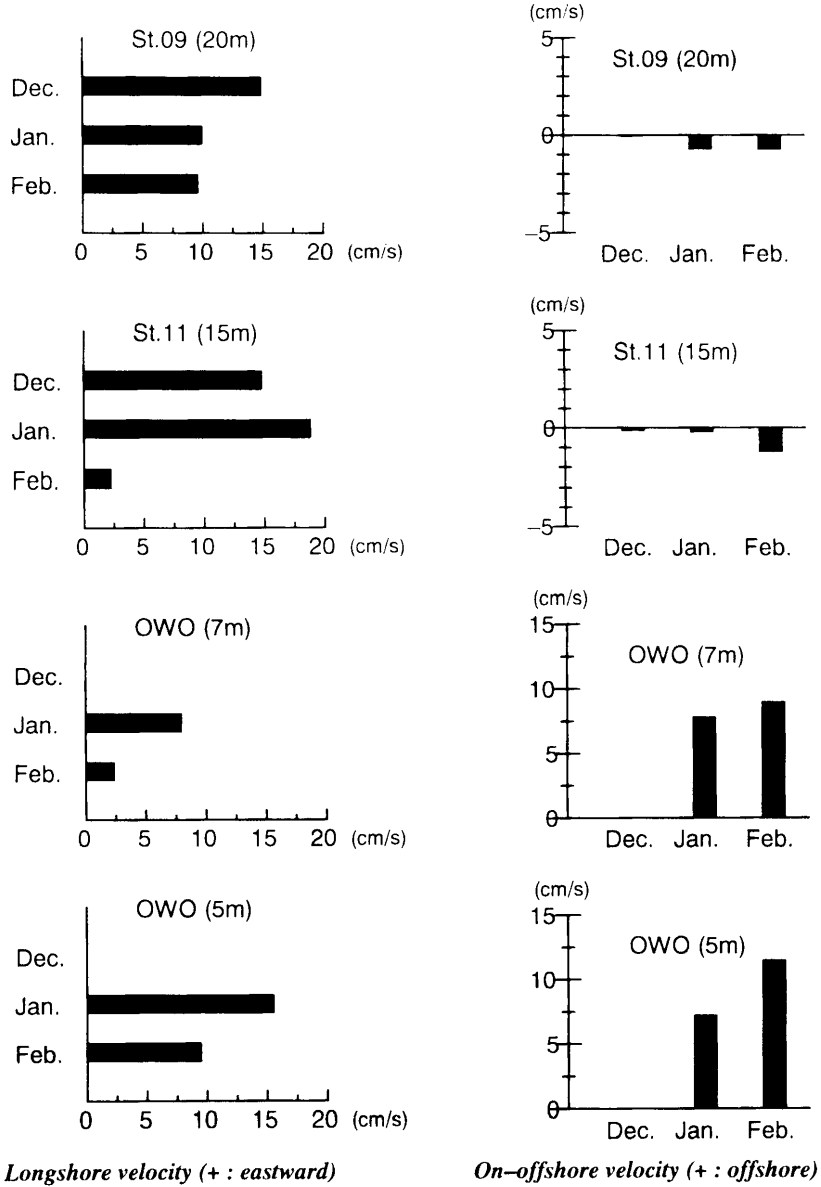 St.09 (20m)
Dec.
Jan.
Feb.
0 5 10 15 20 (cm/s)
(cm/s)
5
St.09 (20m)
0
−5
Dec. Jan. Feb.
St.11 (15m)
Dec.
Jan.
Feb.
0 5 10 15 20 (cm/s)
(cm/s)
5
St.11 (15m)
0
−5
Dec. Jan. Feb.
OWO (7m)
Dec.
Jan.
Feb.
0 5 10 15 20 (cm/s)
(cm/s)
15
OWO (7m)
10
5
0
Dec. Jan. Feb.
OWO (5m)
Dec.
Jan.
Feb.
0 5 10 15 20 (cm/s)
(cm/s)
15
OWO (5m)
10
5
0
Dec. Jan. Feb.
Longshore velocity (+ : eastward)
On–offshore velocity (+ : offshore)